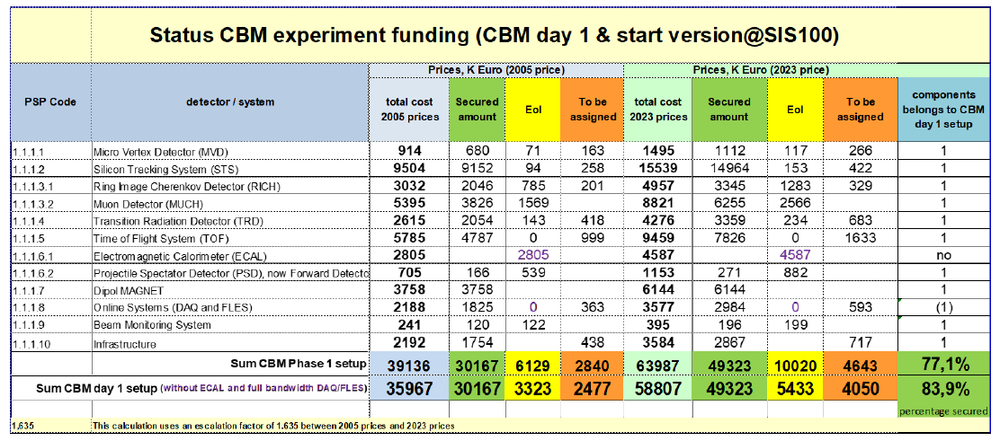 Status CBM experiment funding (CBM day 1 & start version@SIS100)
Prices, K Euro (2005 price) Prices, K Euro (2023 price)
PSP Code detector / system total cost 2005 prices Secured amount EoI To be assigned total cost 2023 prices Secured amount EoI To be assigned components belongs to CBM day 1 setup
1.1.1.1 Micro Vertex Detector (MVD) 914 680 71 163 1495 1112 117 266 1
1.1.1.2 Silicon Tracking System (STS) 9504 9152 94 258 15539 14964 153 422 1
1.1.1.3.1 Ring Image Cherenkov Detector (RICH) 3032 2046 785 201 4957 3345 1283 329 1
1.1.1.3.2 Muon Detector (MUCH) 5395 3826 1569 8821 6255 2566 1
1.1.1.4 Transition Radiation Detector (TRD) 2615 2054 143 418 4276 3359 234 683 1
1.1.1.5 Time of Flight System (TOF) 5785 4787 0 999 9459 7826 0 1633 1
1.1.1.6.1 Electromagnetic Calorimeter (ECAL) 2805 2805 4587 4587 no
1.1.1.6.2 Projectile Spectator Detector (PSD), now Forward Detecto 705 166 539 1153 271 882 1
1.1.1.7 Dipol MAGNET 3758 3758 6144 6144 1
1.1.1.8 Online Systems (DAQ and FLES) 2188 1825 0 363 3577 2984 0 593 (1)
1.1.1.9 Beam Monitoring System 241 120 122 395 196 199 1
1.1.1.10 Infrastructure 2192 1754 438 3584 2867 717 1
Sum CBM Phase 1 setup 39136 30167 6129 2840 63987 49323 10020 4643 77,1%
Sum CBM day 1 setup (without ECAL and full bandwidth DAQ/FLES) 35967 30167 3323 2477 58807 49323 5433 4050 83,9%
percentage secured
1,635 This calculation uses an escalation factor of 1.635 between 2005 prices and 2023 prices